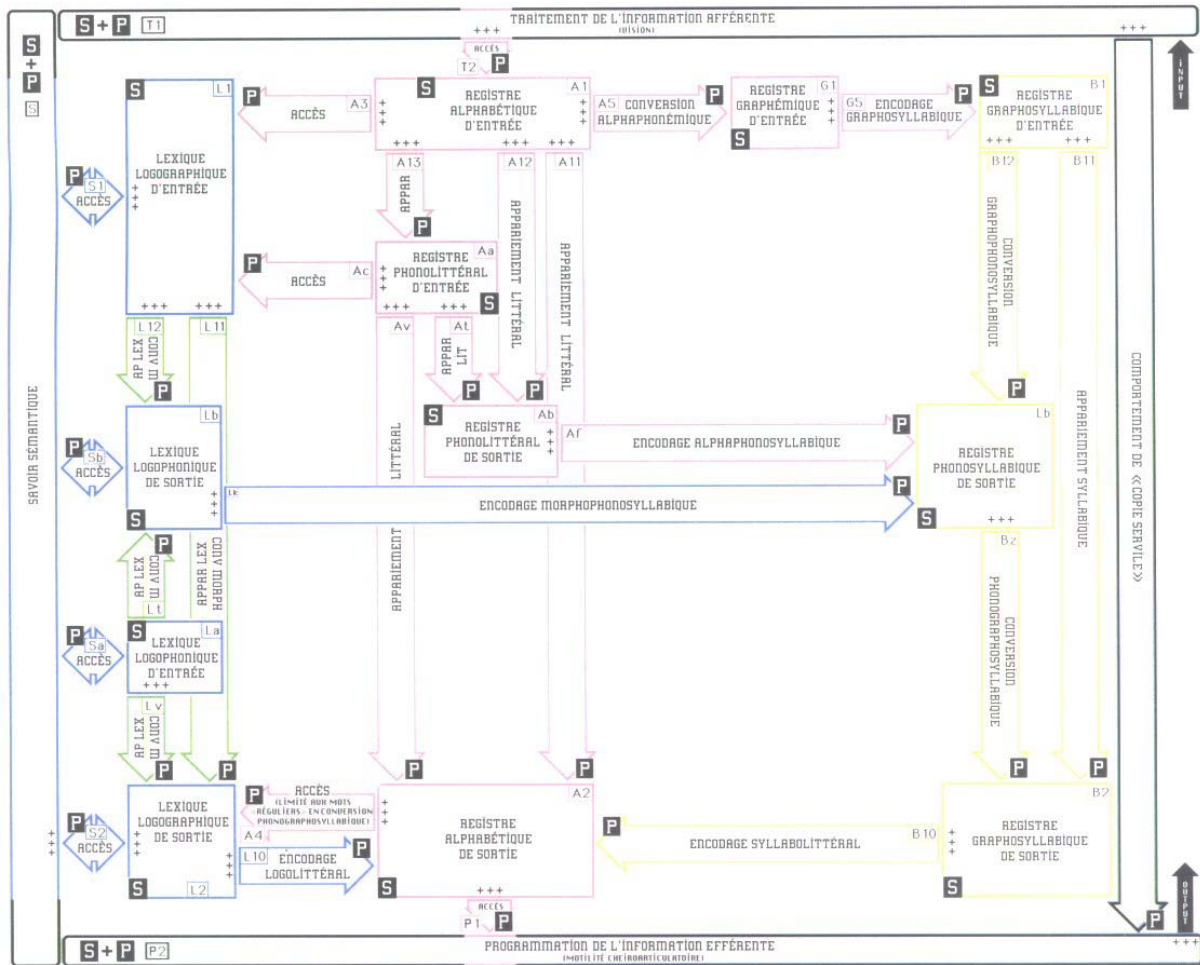 S + P T1
TRAITEMENT DE L'INFORMATION AFFÉRENTE
(VISION)
+++
+++
S
+
P
S
SAVOIR SÉMANTIQUE
+++
INPUT
ACCÈS
T2
P
S
L1
LEXIQUE
LOGOGRAPHIQUE
D'ENTRÉE
+++
+++
+++
P
ACCÈS
A3
S
A1
REGISTRE
ALPHABÉTIQUE
D'ENTRÉE
+++
+++
+++
A5
CONVERSION
ALPHAPHONÉMIQUE
P
G1
REGISTRE
GRAPHÉMIQUE
D'ENTRÉE
+++
S
G5
ENCODAGE
GRAPHOSYLLABIQUE
P
S
B1
REGISTRE
GRAPHOSYLLABIQUE
D'ENTRÉE
+++
+++
P
S1
ACCÈS
A13
APPAR
P
A12
APPARIEMENT LITTÉRAL
P
A11
APPARIEMENT LITTÉRAL
P
B12
CONVERSION
GRAPHOPHONOSYLLABIQUE
P
B11
APPARIEMENT SYLLABIQUE
P
COMPORTEMENT DE «COPIE SERVILE»
P
P
ACCÈS
Ac
Aa
REGISTRE
PHONOLITTÉRAL
D'ENTRÉE
+++
+++
+++
S
L12
AP LEX
CONV M
P
L11
APPAR LEX
CONV MORPH
P
Av
APPARIEMENT LITTÉRAL
P
At
APPAR LIT
P
P
Sb
ACCÈS
Lb
LEXIQUE
LOGOPHONIQUE
DE SORTIE
+++
S
S
Ab
REGISTRE
PHONOLITTÉRAL
DE SORTIE
+++
Af
ENCODAGE ALPHAPHONOSYLLABIQUE
P
Lb
REGISTRE
PHONOSYLLABIQUE
DE SORTIE
+++
S
Lk
ENCODAGE MORPHOPHONOSYLLABIQUE
P
P
AP LEX
CONV M
Lt
Bz
CONVERSION
PHONOGRAPHOSYLLABIQUE
P
P
Sa
ACCÈS
S
La
LEXIQUE
LOGOPHONIQUE
D'ENTRÉE
+++
Lv
AP LEX
CONV M
P
P
S2
ACCÈS
LEXIQUE
LOGOGRAPHIQUE
DE SORTIE
+++
+++
S
L2
P
ACCÈS
(LIMITÉ AUX MOTS
RÉGULIERS EN CONVERSION
PHONOGRAPHOSYLLABIQUE)
A4
L10
ENCODAGE
LOGOLITTÉRAL
P
A2
REGISTRE
ALPHABÉTIQUE
DE SORTIE
+++
+++
S
P
ENCODAGE SYLLABOLITTÉRAL
B10
B2
REGISTRE
GRAPHOSYLLABIQUE
DE SORTIE
+++
S
ACCÈS
P1
P
OUTPUT
S + P P2
PROGRAMMATION DE L'INFORMATION EFFÉRENTE
(MOTILITÉ CHEIROARTICULATOIRE)
+++